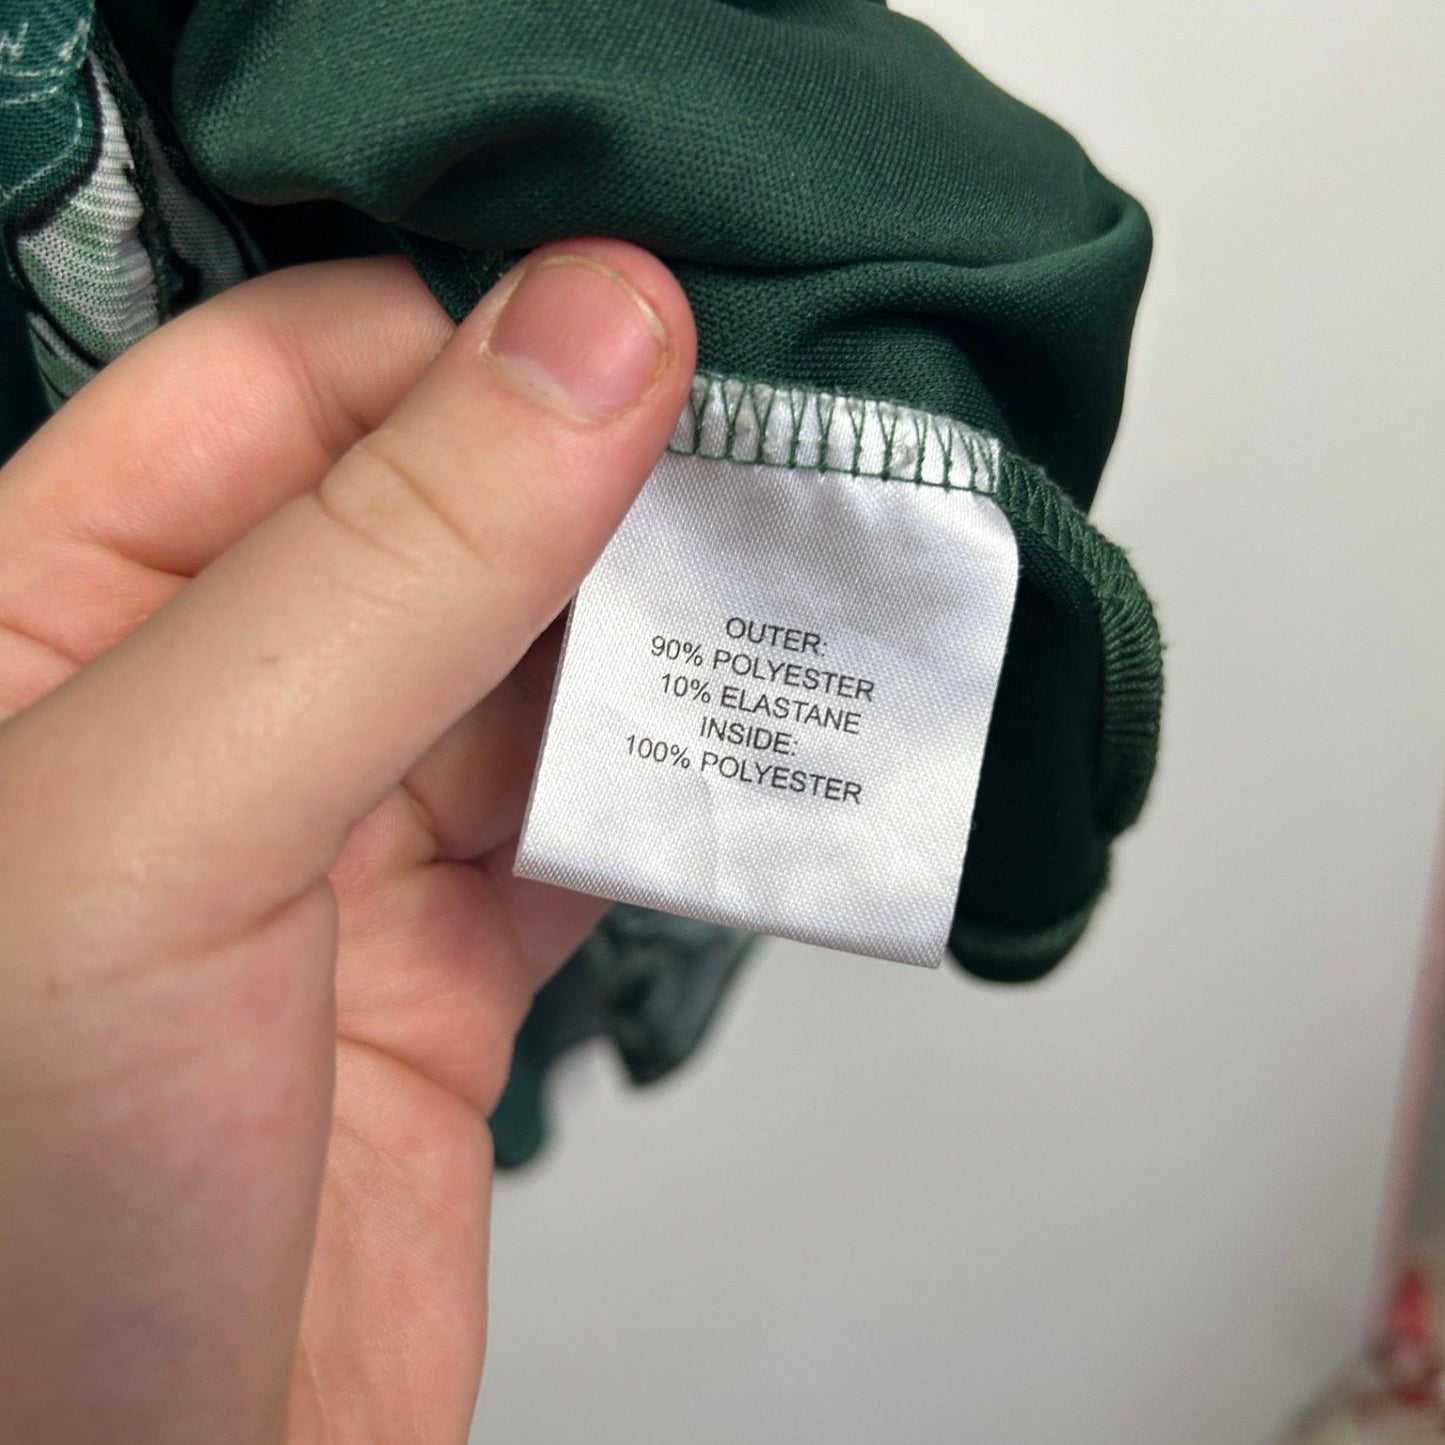 OUTER:
90% POLYESTER
10% ELASTANE
INSIDE:
100% POLYESTER